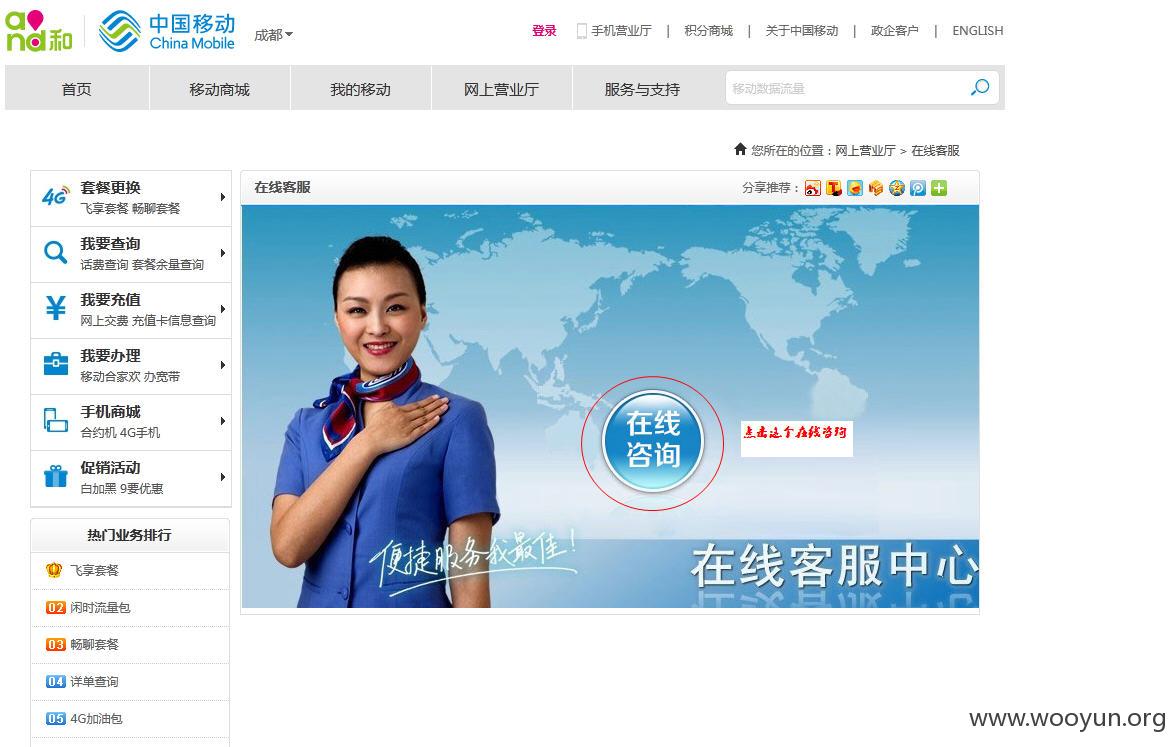 and和
中国移动
China Mobile
成都
登录
手机营业厅 | 积分商城 | 关于中国移动 | 政企客户 | ENGLISH
首页
移动商城
我的移动
网上营业厅
服务与支持
移动数据流量
您所在的位置：网上营业厅 > 在线客服
4G
套餐更换
飞享套餐 畅聊套餐
我要查询
话费查询 套餐余量查询
¥
我要充值
网上交费 充值卡信息查询
我要办理
移动合家欢 办宽带
手机商城
合约机 4G手机
促销活动
白加黑 9要优惠
热门业务排行
飞享套餐
02 闲时流量包
03 畅聊套餐
04 详单查询
05 4G加油包
在线客服
分享推荐：
在线
咨询
点击这个在线咨询
便捷服务我最佳！
在线客服中心
www.wooyun.org